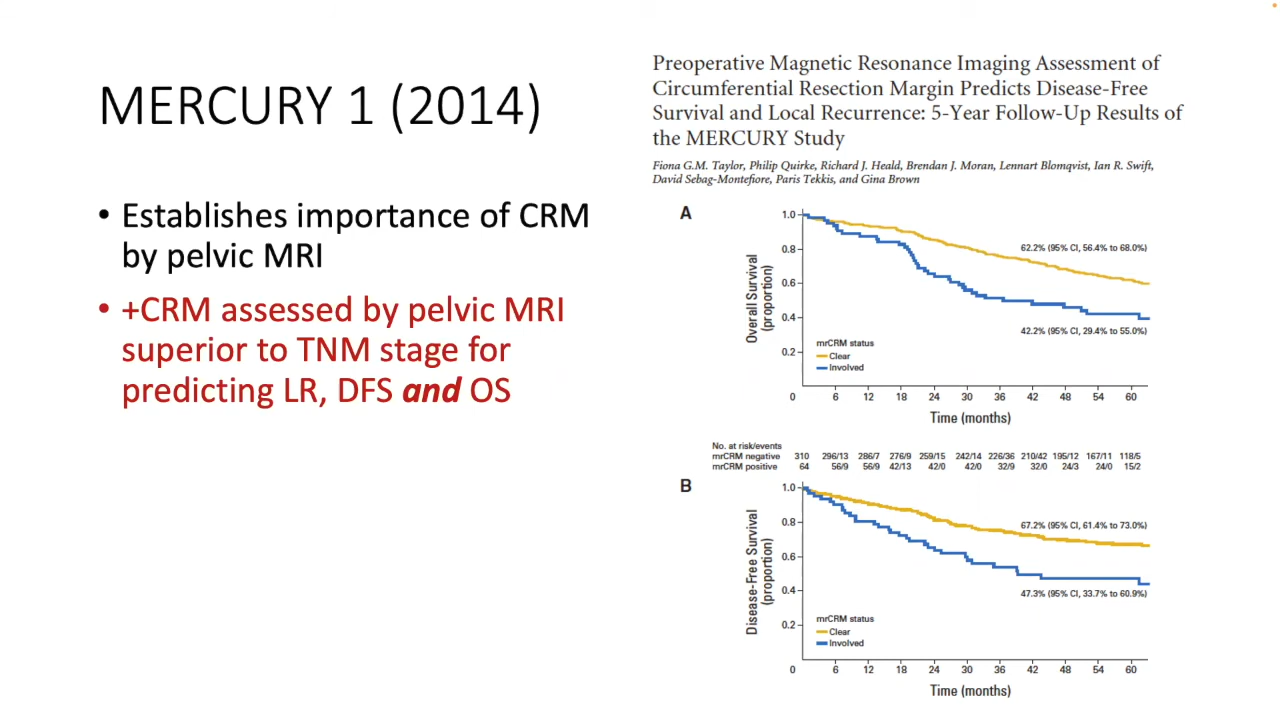 MERCURY 1 (2014)
• Establishes importance of CRM
by pelvic MRI
• +CRM assessed by pelvic MRI
superior to TNM stage for
predicting LR, DFS and OS
Preoperative Magnetic Resonance Imaging Assessment of
Circumferential Resection Margin Predicts Disease-Free
Survival and Local Recurrence: 5-Year Follow-Up Results of
the MERCURY Study
Fiona G.M. Taylor, Philip Quirke, Richard J. Heald, Brendan J. Moran, Lennart Blomqvist, Ian R. Swift,
David Sebag-Montefiore, Paris Tekkis, and Gina Brown
A
Overall Survival
(proportion)
1.0
0.8
0.6
0.4
0.2
62.2% (95% CI, 56.4% to 68.0%)
42.2% (95% CI, 29.4% to 55.0%)
mrCRM status
Clear
Involved
0 6 12 18 24 30 36 42 48 54 60
Time (months)
No. at risk/events
mrCRM negative 310 296/13 286/7 276/9 259/15 242/14 226/36 210/42 195/12 167/11 118/5
mrCRM positive 64 56/9 56/9 42/13 42/0 42/0 32/9 32/0 24/3 24/0 15/2
B
Disease-Free Survival
(proportion)
1.0
0.8
0.6
0.4
0.2
67.2% (95% CI, 61.4% to 73.0%)
47.3% (95% CI, 33.7% to 60.9%)
mrCRM status
Clear
Involved
0 6 12 18 24 30 36 42 48 54 60
Time (months)